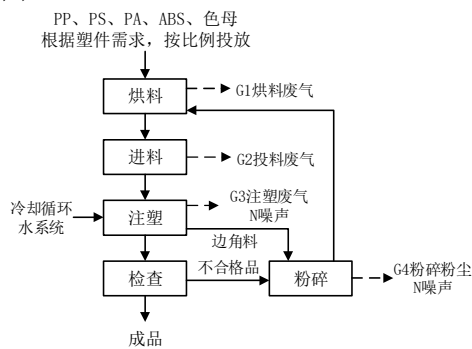 PP、PS、PA、ABS、色母
根据塑件需求，按比例投放
烘料
G1烘料废气
进料
G2投料废气
冷却循环
水系统
注塑
G3注塑废气
N噪声
边角料
检查
不合格品
粉碎
G4粉碎粉尘
N噪声
成品